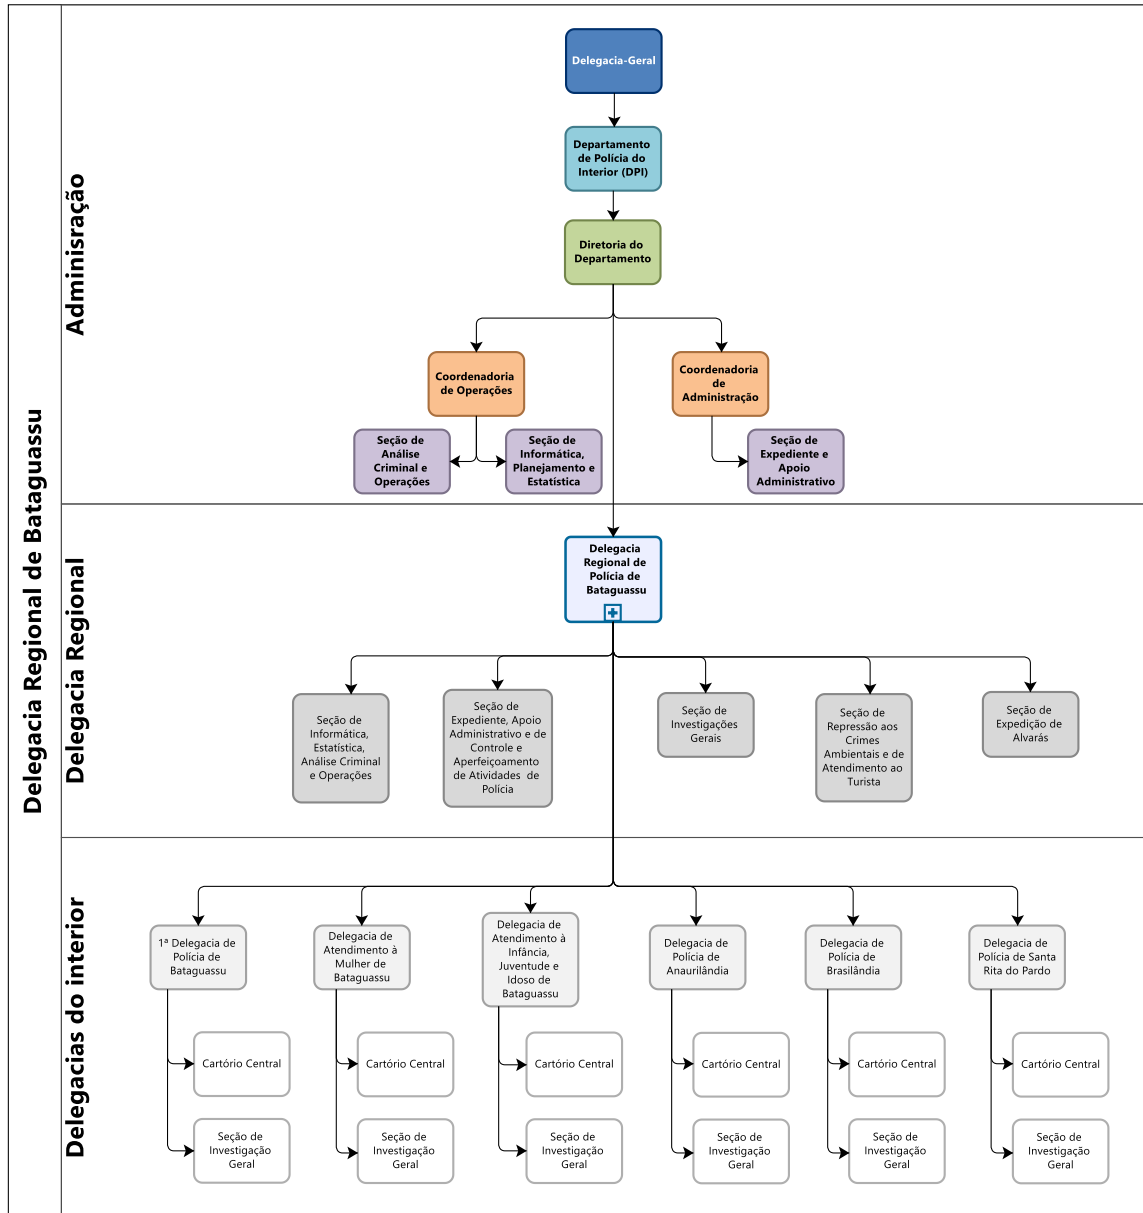 Delegacia Regional de Bataguassu
Adminisração
Delegacia-Geral
Departamento
de Polícia do
Interior (DPI)
Diretoria do
Departamento
Coordenadoria
de Operações
Coordenadoria
de
Administração
Seção de
Análise
Criminal e
Operações
Seção de
Informática,
Planejamento e
Estatística
Seção de
Expediente e
Apoio
Administrativo
Delegacia Regional
Delegacia
Regional de
Polícia de
Bataguassu
Seção de
Informática,
Estatística,
Análise Criminal
e Operações
Seção de
Expediente, Apoio
Administrativo e de
Controle e
Aperfeiçoamento
de Atividades de
Polícia
Seção de
Investigações
Gerais
Seção de
Repressão aos
Crimes
Ambientais e de
Atendimento ao
Turista
Seção de
Expedição de
Alvarás
Delegacias do interior
1ª Delegacia de
Polícia de
Bataguassu
Delegacia de
Atendimento à
Mulher de
Bataguassu
Delegacia de
Atendimento à
Infância,
Juventude e
Idoso de
Bataguassu
Delegacia de
Polícia de
Anaurilândia
Delegacia de
Polícia de
Brasilândia
Delegacia de
Polícia de Santa
Rita do Pardo
Cartório Central
Cartório Central
Cartório Central
Cartório Central
Cartório Central
Cartório Central
Seção de
Investigação
Geral
Seção de
Investigação
Geral
Seção de
Investigação
Geral
Seção de
Investigação
Geral
Seção de
Investigação
Geral
Seção de
Investigação
Geral